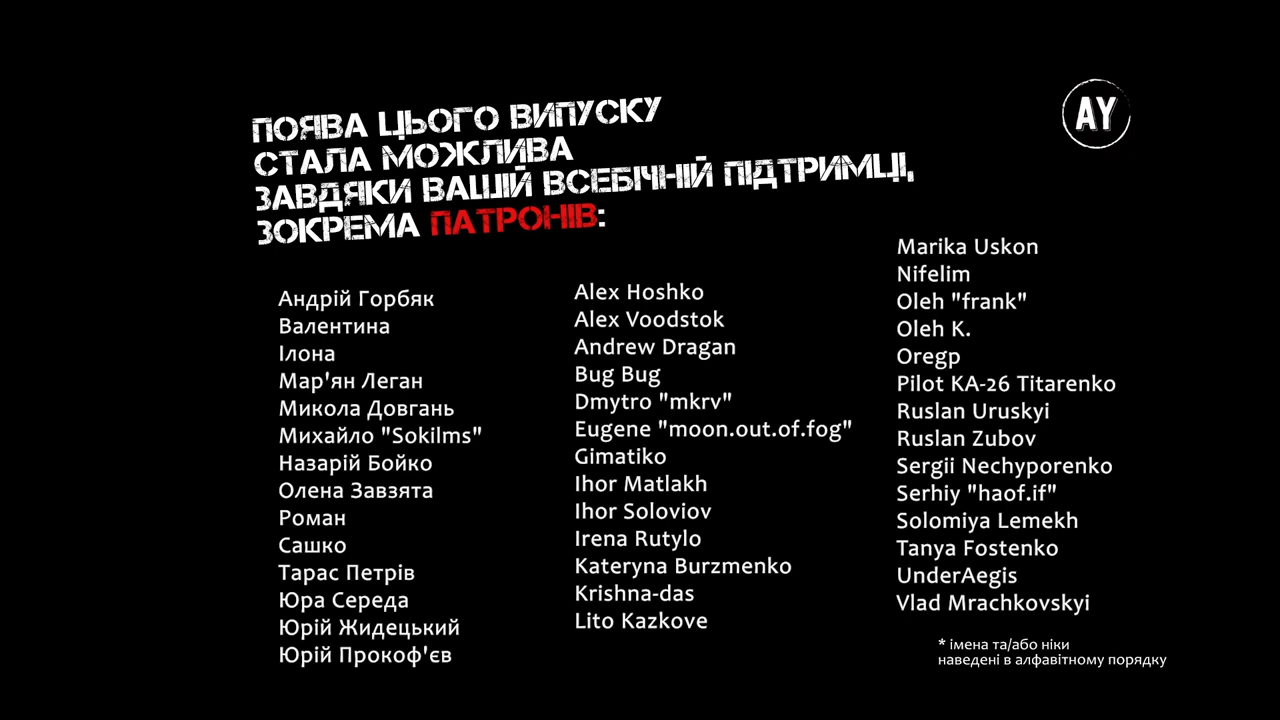 ПОЯВА ЦЬОГО ВИПУСКУ
СТАЛА МОЖЛИВА
ЗАВДЯКИ ВАШІЙ ВСЕБІЧНІЙ ПІДТРИМЦІ,
ЗОКРЕМА ПАТРОНІВ:
AY
Андрій Горбяк
Валентина
Ілона
Мар'ян Леган
Микола Довгань
Михайло "Sokilms"
Назарій Бойко
Олена Завзята
Роман
Сашко
Тарас Петрів
Юра Середа
Юрій Жидецький
Юрій Прокоф'єв
Alex Hoshko
Alex Voodstok
Andrew Dragan
Bug Bug
Dmytro "mkrv"
Eugene "moon.out.of.fog"
Gimatiko
Ihor Matlakh
Ihor Soloviov
Irena Rutylo
Kateryna Burzmenko
Krishna-das
Lito Kazkove
Marika Uskon
Nifelim
Oleh "frank"
Oleh K.
Oregp
Pilot KA-26 Titarenko
Ruslan Uruskyi
Ruslan Zubov
Sergii Nechyporenko
Serhiy "haof.if"
Solomiya Lemekh
Tanya Fostenko
UnderAegis
Vlad Mrachkovskyi
* імена та/або ніки
наведені в алфавітному порядку